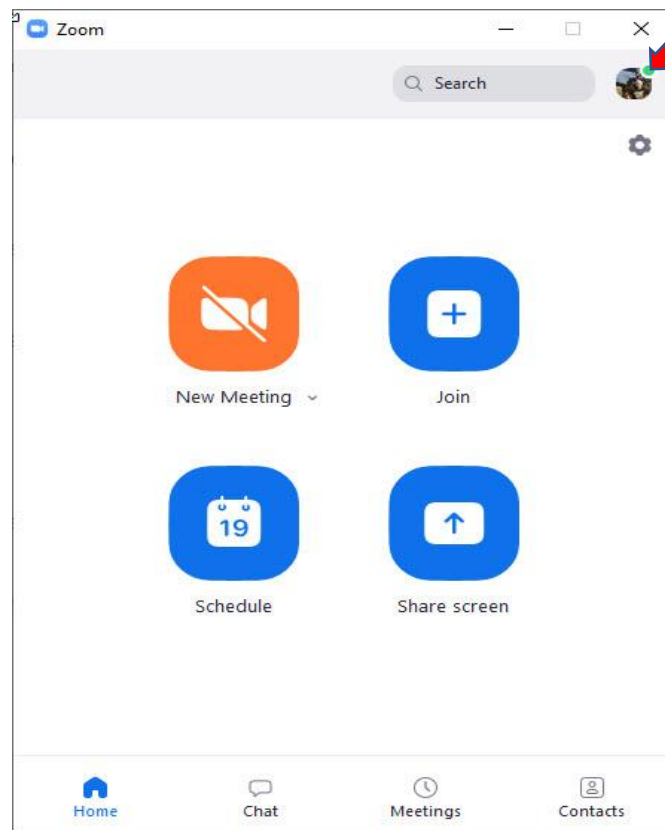 Zoom
Search
New Meeting
Join
19
Schedule
Share screen
Home
Chat
Meetings
Contacts